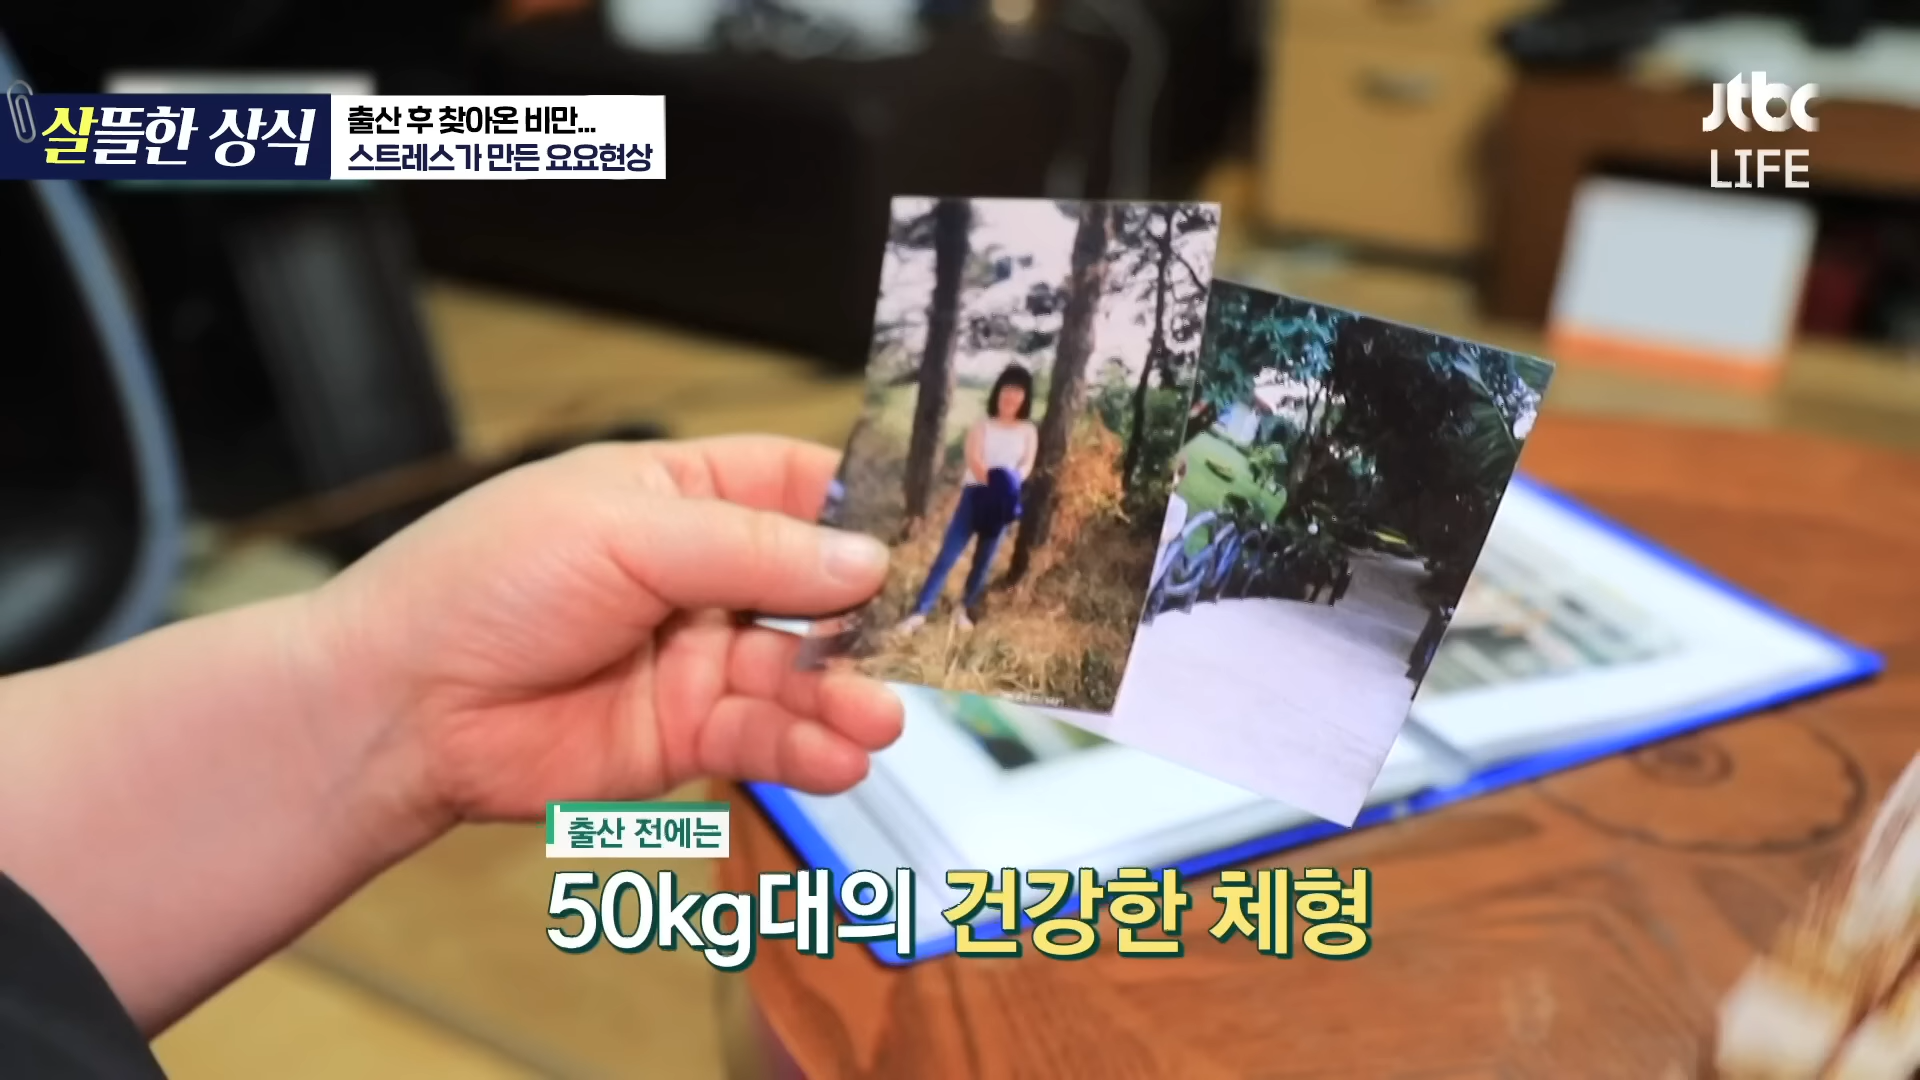 살뜰한 상식
출산 후 찾아온 비만...
스트레스가 만든 요요현상
jtbc
LIFE
출산 전에는
50kg대의 건강한 체형